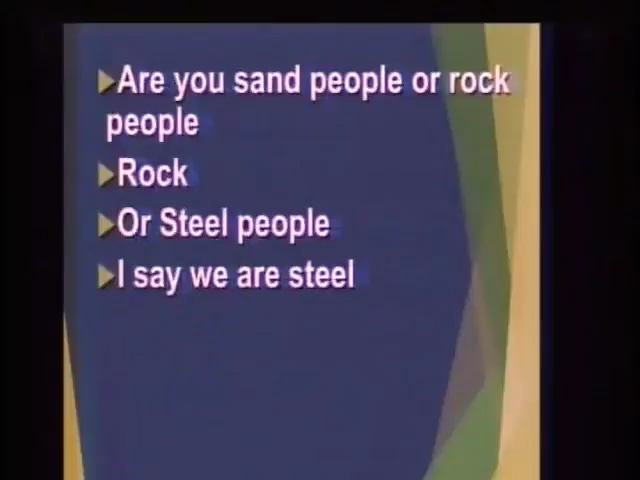 Are you sand people or rock
people
Rock
Or Steel people
I say we are steel